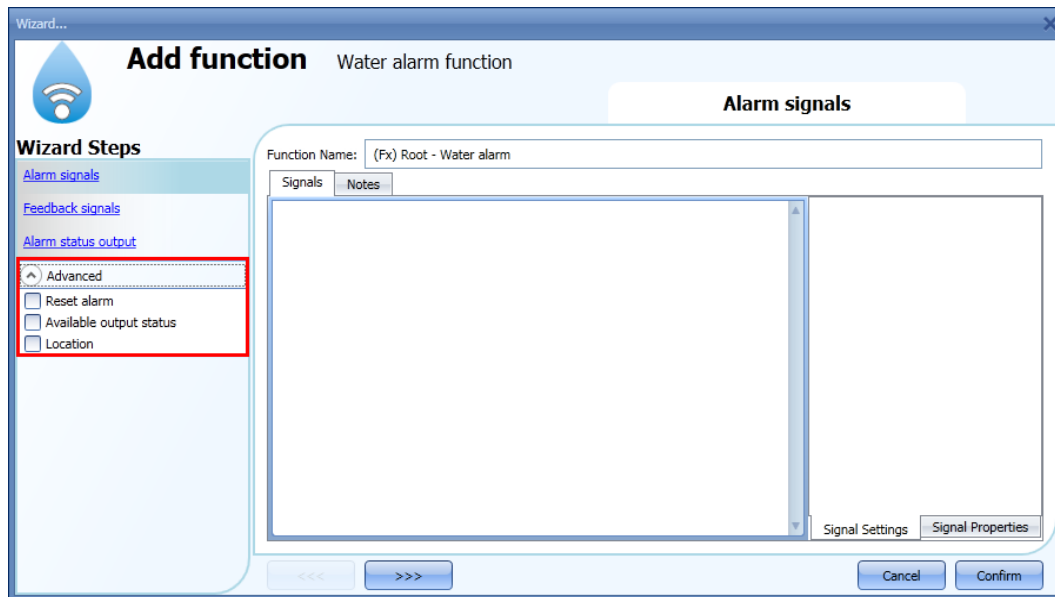 Wizard...
Add function Water alarm function
Alarm signals
Wizard Steps
Alarm signals
Feedback signals
Alarm status output
Advanced
Reset alarm
Available output status
Location
Function Name: (Fx) Root - Water alarm
Signals Notes
Signal Settings Signal Properties
<<< >>> Cancel Confirm